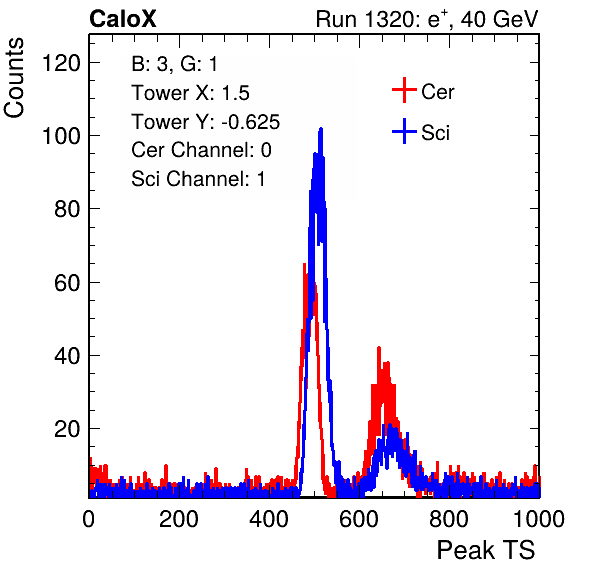 CaloX
Run 1320: e+, 40 GeV
Counts
B: 3, G: 1
Tower X: 1.5
Tower Y: -0.625
Cer Channel: 0
Sci Channel: 1
Cer
Sci
120
100
80
60
40
20
0 200 400 600 800 1000
Peak TS